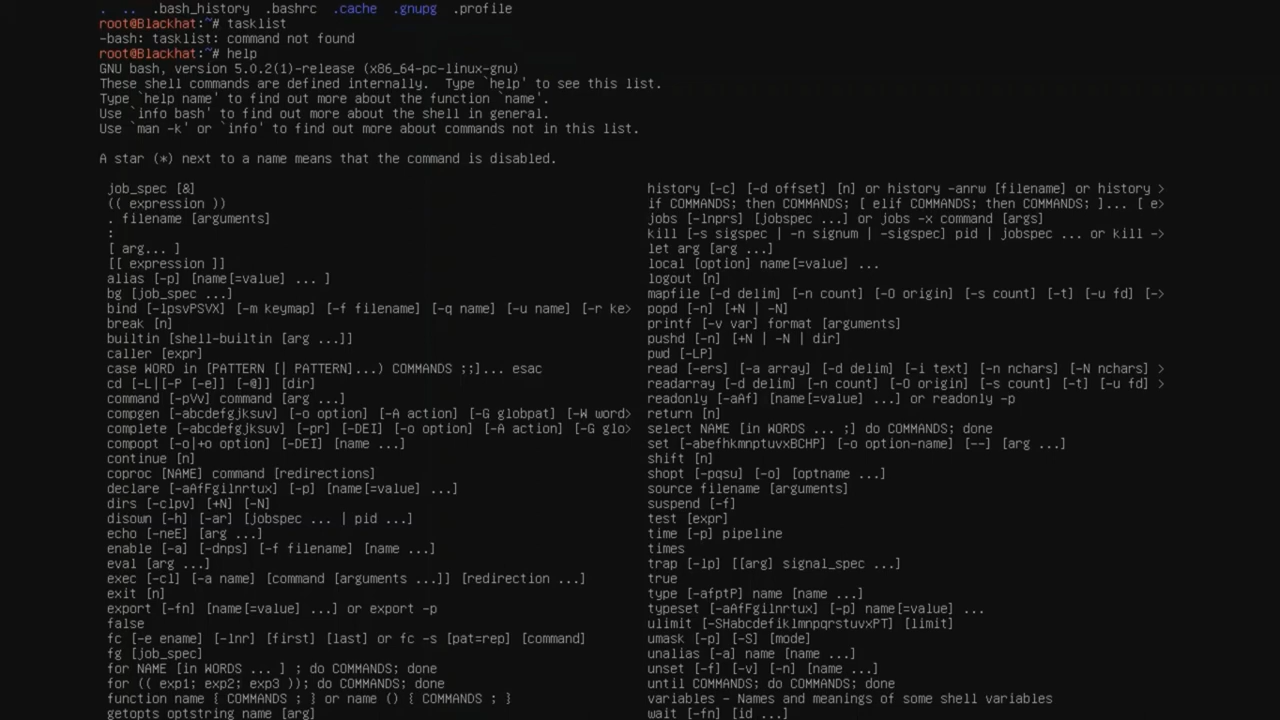 .  ..  .bash_history  .bashrc  .cache  .gnupg  .profile
root@Blackhat:~# tasklist
-bash: tasklist: command not found
root@Blackhat:~# help
GNU bash, version 5.0.2(1)-release (x86_64-pc-linux-gnu)
These shell commands are defined internally.  Type `help' to see this list.
Type `help name' to find out more about the function `name'.
Use `info bash' to find out more about the shell in general.
Use `man -k' or `info' to find out more about commands not in this list.
A star (*) next to a name means that the command is disabled.
job_spec [&]
(( expression ))
. filename [arguments]
:
[ arg... ]
[[ expression ]]
alias [-p] [name[=value] ... ]
bg [job_spec ...]
bind [-lpsvPSVX] [-m keymap] [-f filename] [-q name] [-u name] [-r ke>
break [n]
builtin [shell-builtin [arg ...]]
caller [expr]
case WORD in [PATTERN [| PATTERN]...) COMMANDS ;;]... esac
cd [-L|[-P [-e]] [-@]] [dir]
command [-pVv] command [arg ...]
compgen [-abcdefgjksuv] [-o option] [-A action] [-G globpat] [-W word>
complete [-abcdefgjksuv] [-pr] [-DEI] [-o option] [-A action] [-G glo>
compopt [-o|+o option] [-DEI] [name ...]
continue [n]
coproc [NAME] command [redirections]
declare [-aAfFgilnrtux] [-p] [name[=value] ...]
dirs [-clpv] [+N] [-N]
disown [-h] [-ar] [jobspec ... | pid ...]
echo [-neE] [arg ...]
enable [-a] [-dnps] [-f filename] [name ...]
eval [arg ...]
exec [-cl] [-a name] [command [arguments ...]] [redirection ...]
exit [n]
export [-fn] [name[=value] ...] or export -p
false
fc [-e ename] [-lnr] [first] [last] or fc -s [pat=rep] [command]
fg [job_spec]
for NAME [in WORDS ... ] ; do COMMANDS; done
for (( exp1; exp2; exp3 )); do COMMANDS; done
function name { COMMANDS ; } or name () { COMMANDS ; }
getopts optstring name [arg]
history [-c] [-d offset] [n] or history -anrw [filename] or history >
if COMMANDS; then COMMANDS; [ elif COMMANDS; then COMMANDS; ]... [ e>
jobs [-lnprs] [jobspec ...] or jobs -x command [args]
kill [-s sigspec | -n signum | -sigspec] pid | jobspec ... or kill ->
let arg [arg ...]
local [option] name[=value] ...
logout [n]
mapfile [-d delim] [-n count] [-O origin] [-s count] [-t] [-u fd] [->
popd [-n] [+N | -N]
printf [-v var] format [arguments]
pushd [-n] [+N | -N | dir]
pwd [-LP]
read [-ers] [-a array] [-d delim] [-i text] [-n nchars] [-N nchars] >
readarray [-d delim] [-n count] [-O origin] [-s count] [-t] [-u fd] >
readonly [-aAf] [name[=value] ...] or readonly -p
return [n]
select NAME [in WORDS ... ;] do COMMANDS; done
set [-abefhkmnptuvxBCHP] [-o option-name] [--] [arg ...]
shift [n]
shopt [-pqsu] [-o] [optname ...]
source filename [arguments]
suspend [-f]
test [expr]
time [-p] pipeline
times
trap [-lp] [[arg] signal_spec ...]
true
type [-afptP] name [name ...]
typeset [-aAfFgilnrtux] [-p] name[=value] ...
ulimit [-SHabcdefiklmnpqrstuvxPT] [limit]
umask [-p] [-S] [mode]
unalias [-a] name [name ...]
unset [-f] [-v] [-n] [name ...]
until COMMANDS; do COMMANDS; done
variables - Names and meanings of some shell variables
wait [-fn] [id ...]